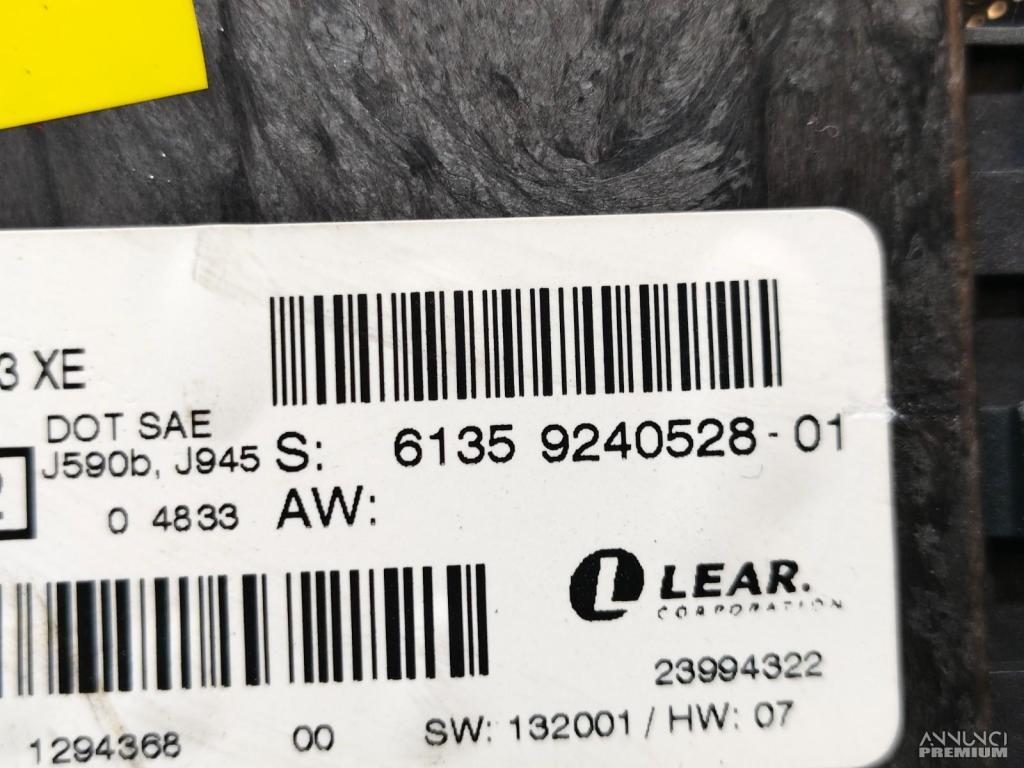 3 XE
DOT SAE
J590b, J945
S: 6135 9240528-01
0 4833
AW:
LEAR.
CORPORATION
23994322
1294368 00 SW: 132001 / HW: 07
ANNUNCI
PREMIUM